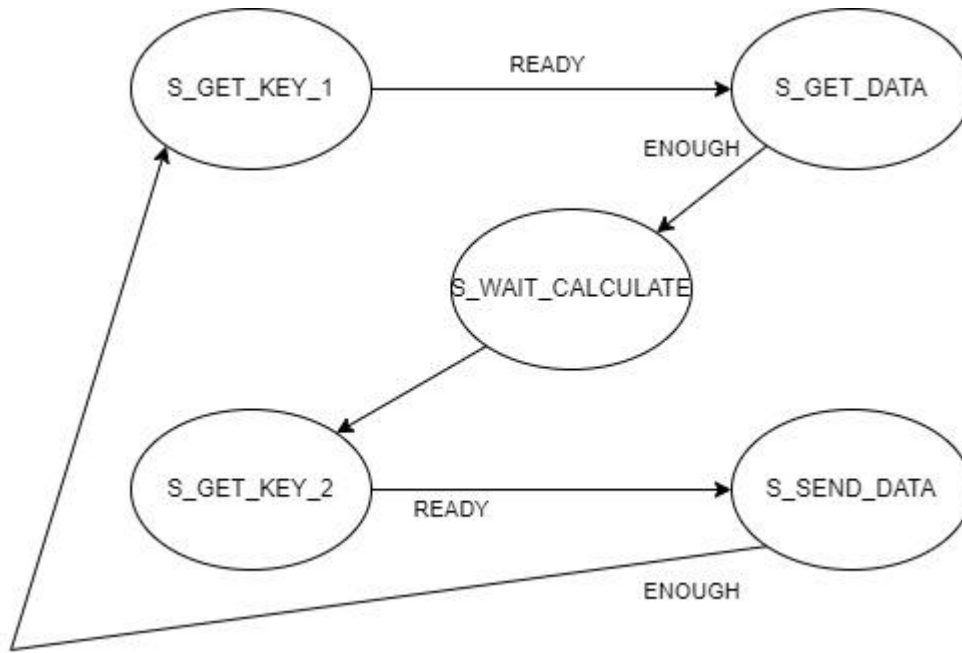 S_GET_KEY_1
READY
S_GET_DATA
ENOUGH
S_WAIT_CALCULATE
S_GET_KEY_2
READY
S_SEND_DATA
ENOUGH